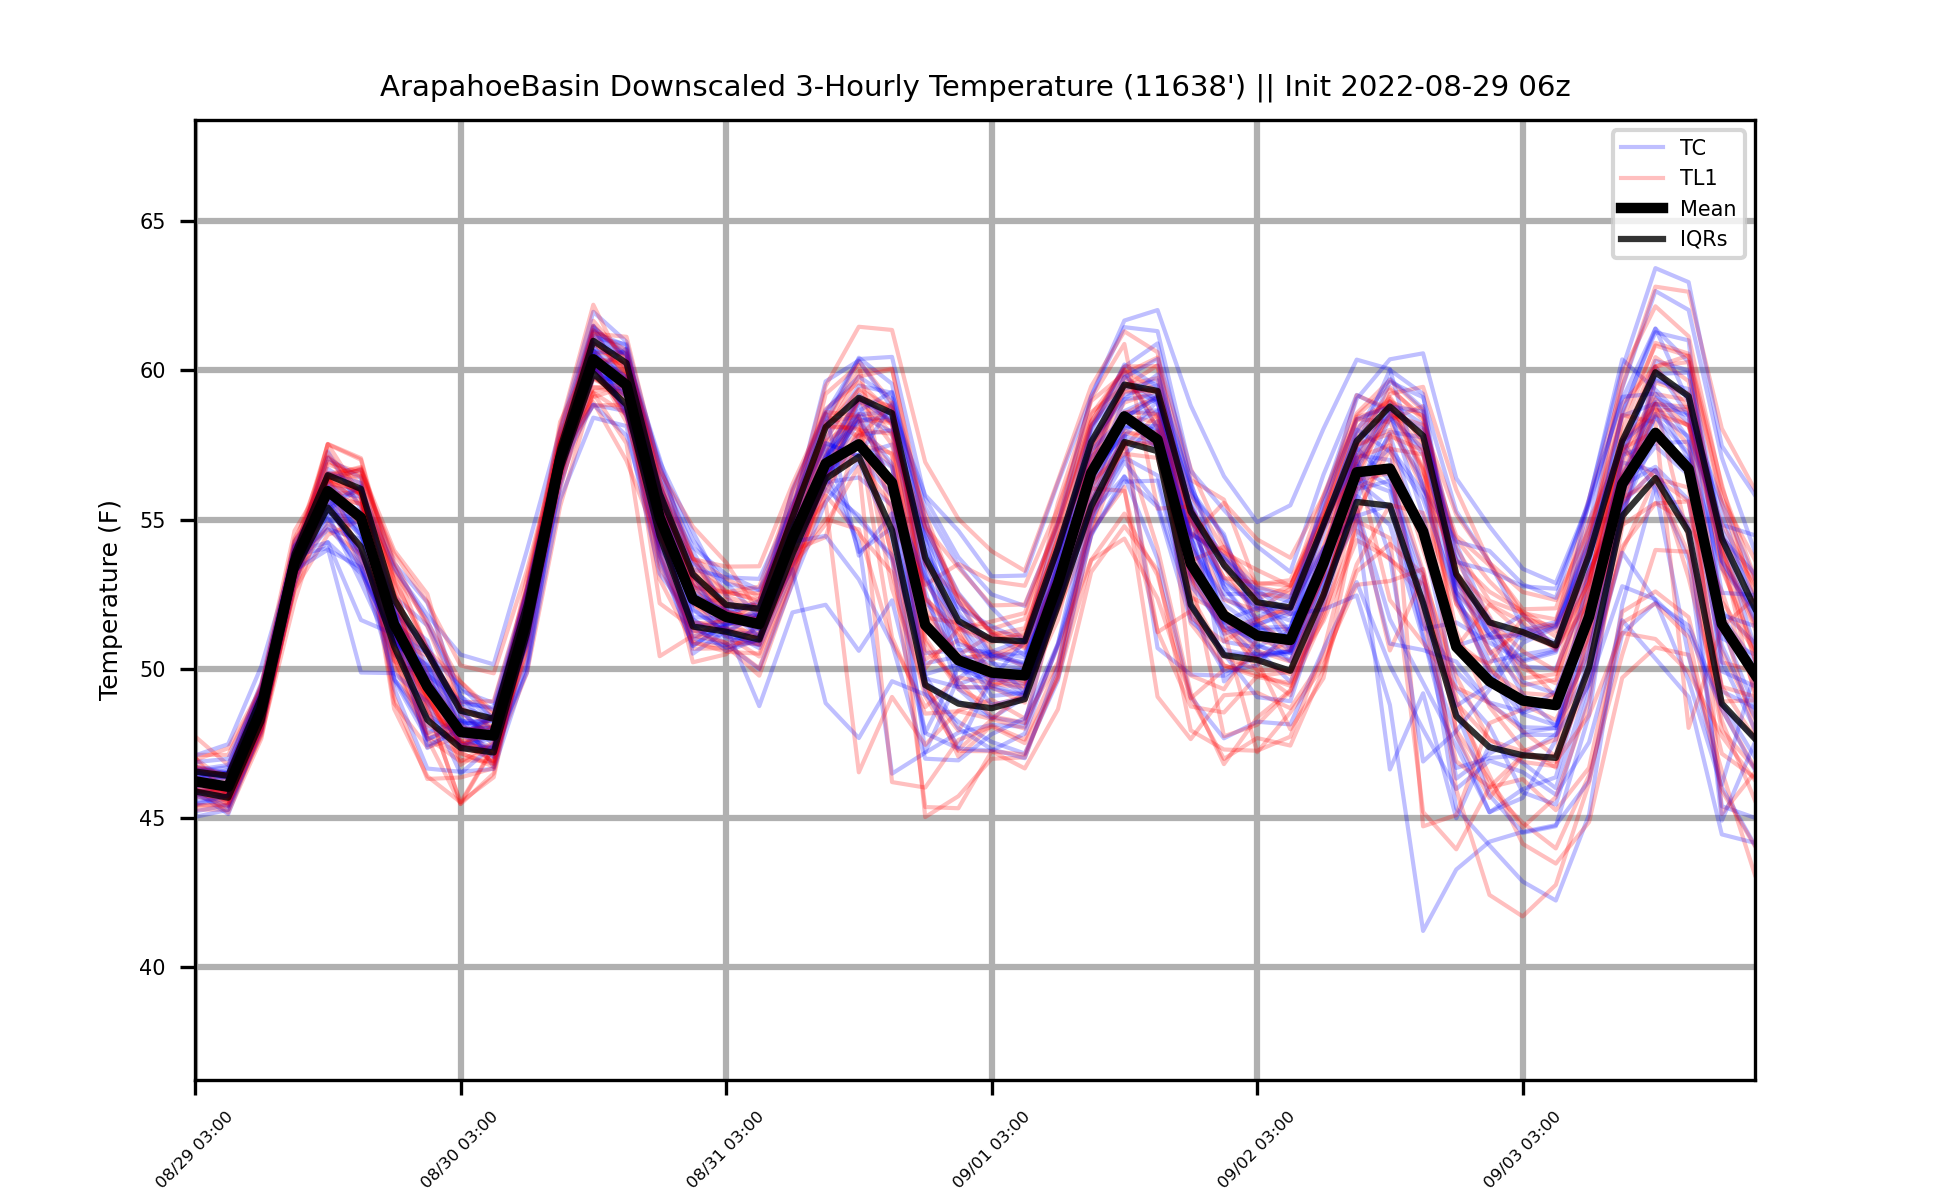 ArapahoeBasin Downscaled 3-Hourly Temperature (11638') || Init 2022-08-29 06z
TC
TL1
Mean
IQRs
Temperature (F)
65
60
55
50
45
40
08/29 03:00
08/30 03:00
08/31 03:00
09/01 03:00
09/02 03:00
09/03 03:00